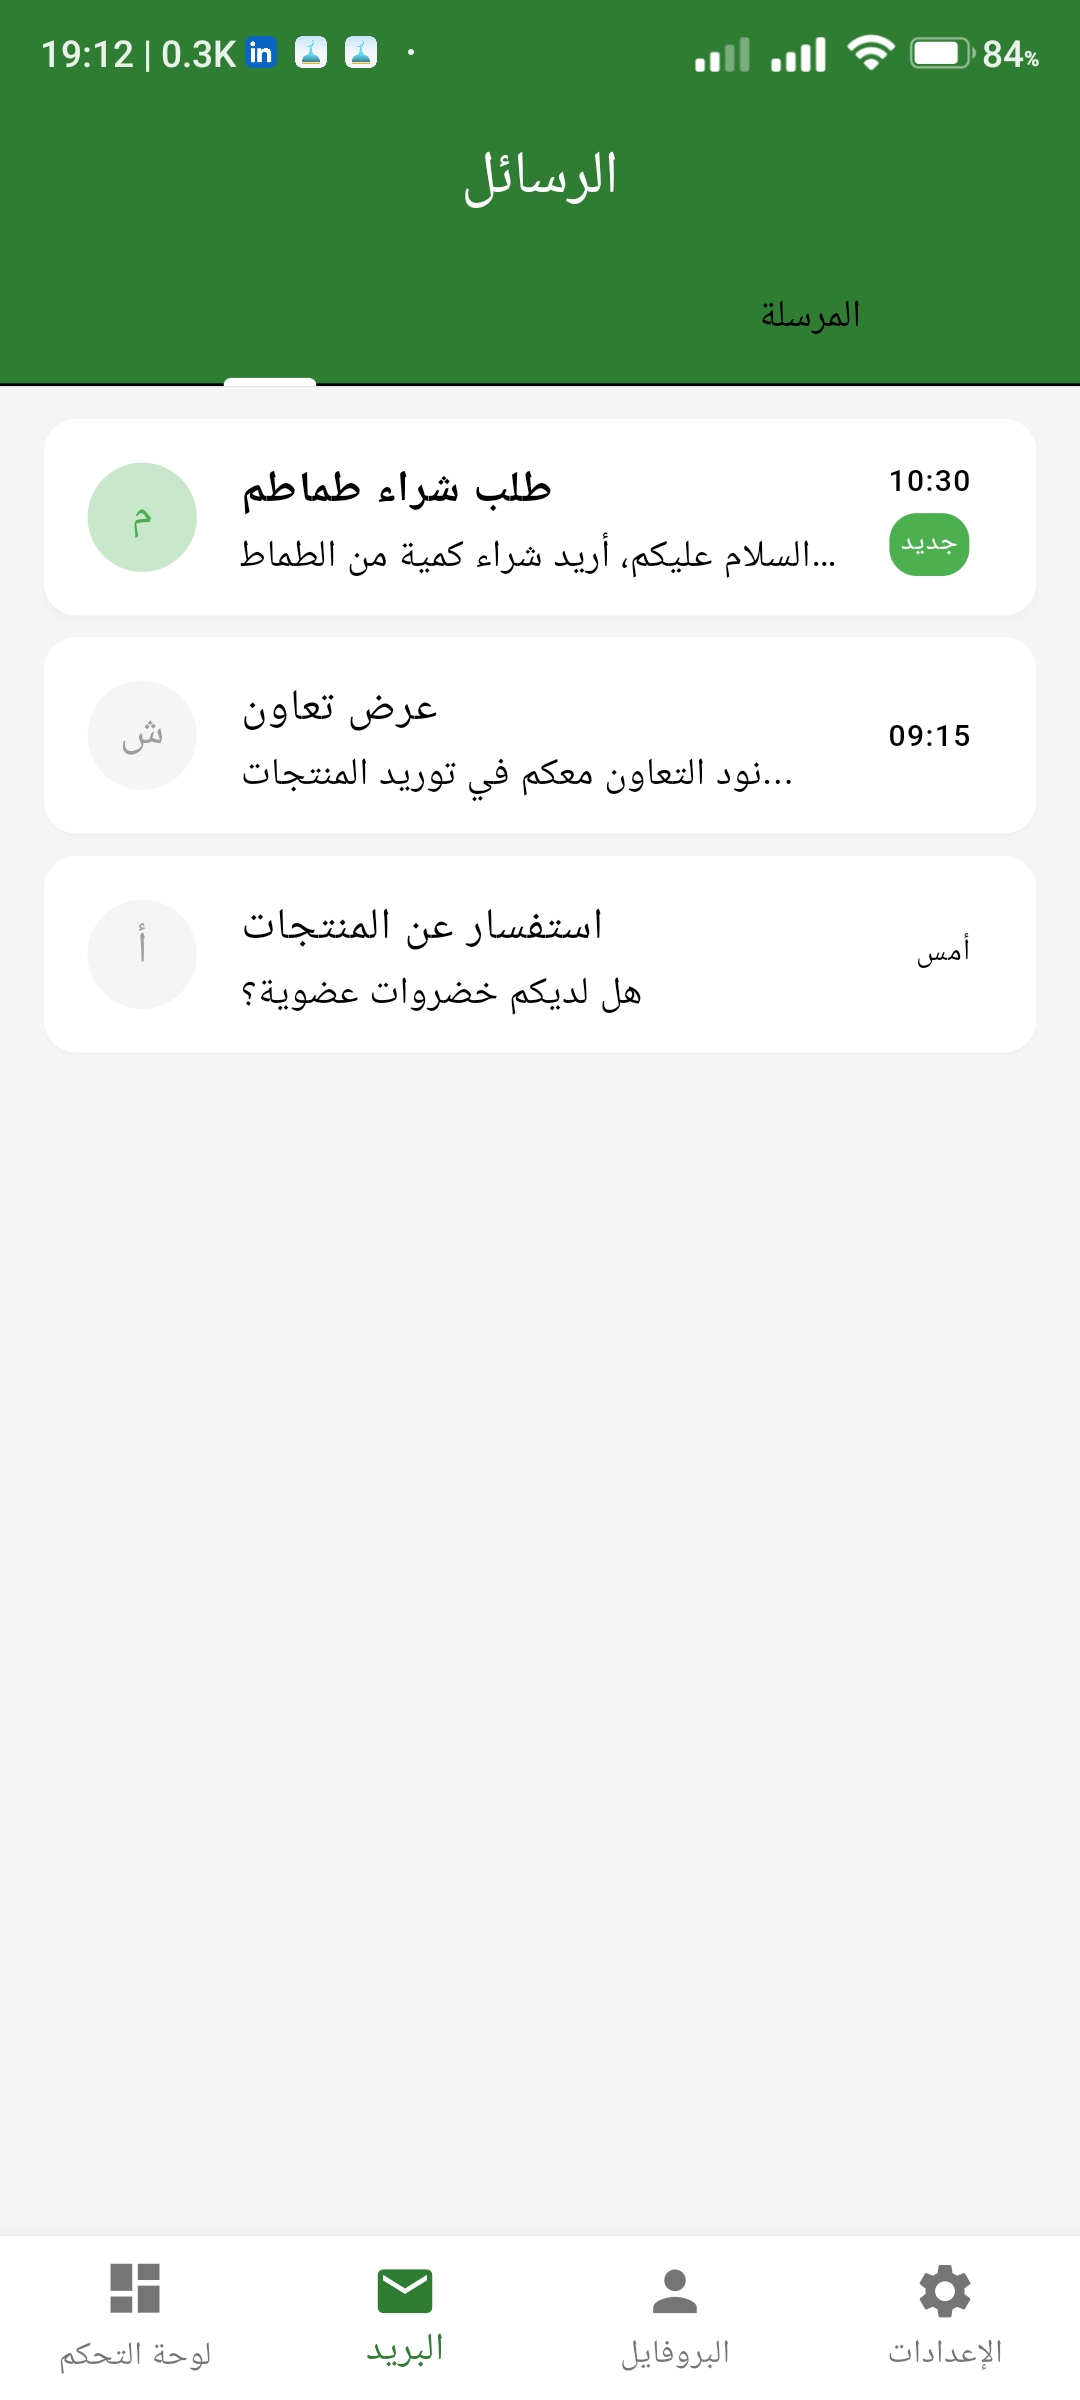 19:12 | 0.3K in 84%
الرسائل
المرسلة
م
طلب شراء طماطم
10:30
السلام عليكم، أريد شراء كمية من الطماط...
جديد
ش
عرض تعاون
نود التعاون معكم في توريد المنتجات...
09:15
أ
استفسار عن المنتجات
هل لديكم خضروات عضوية؟
أمس
لوحة التحكم
البريد
البروفايل
الإعدادات